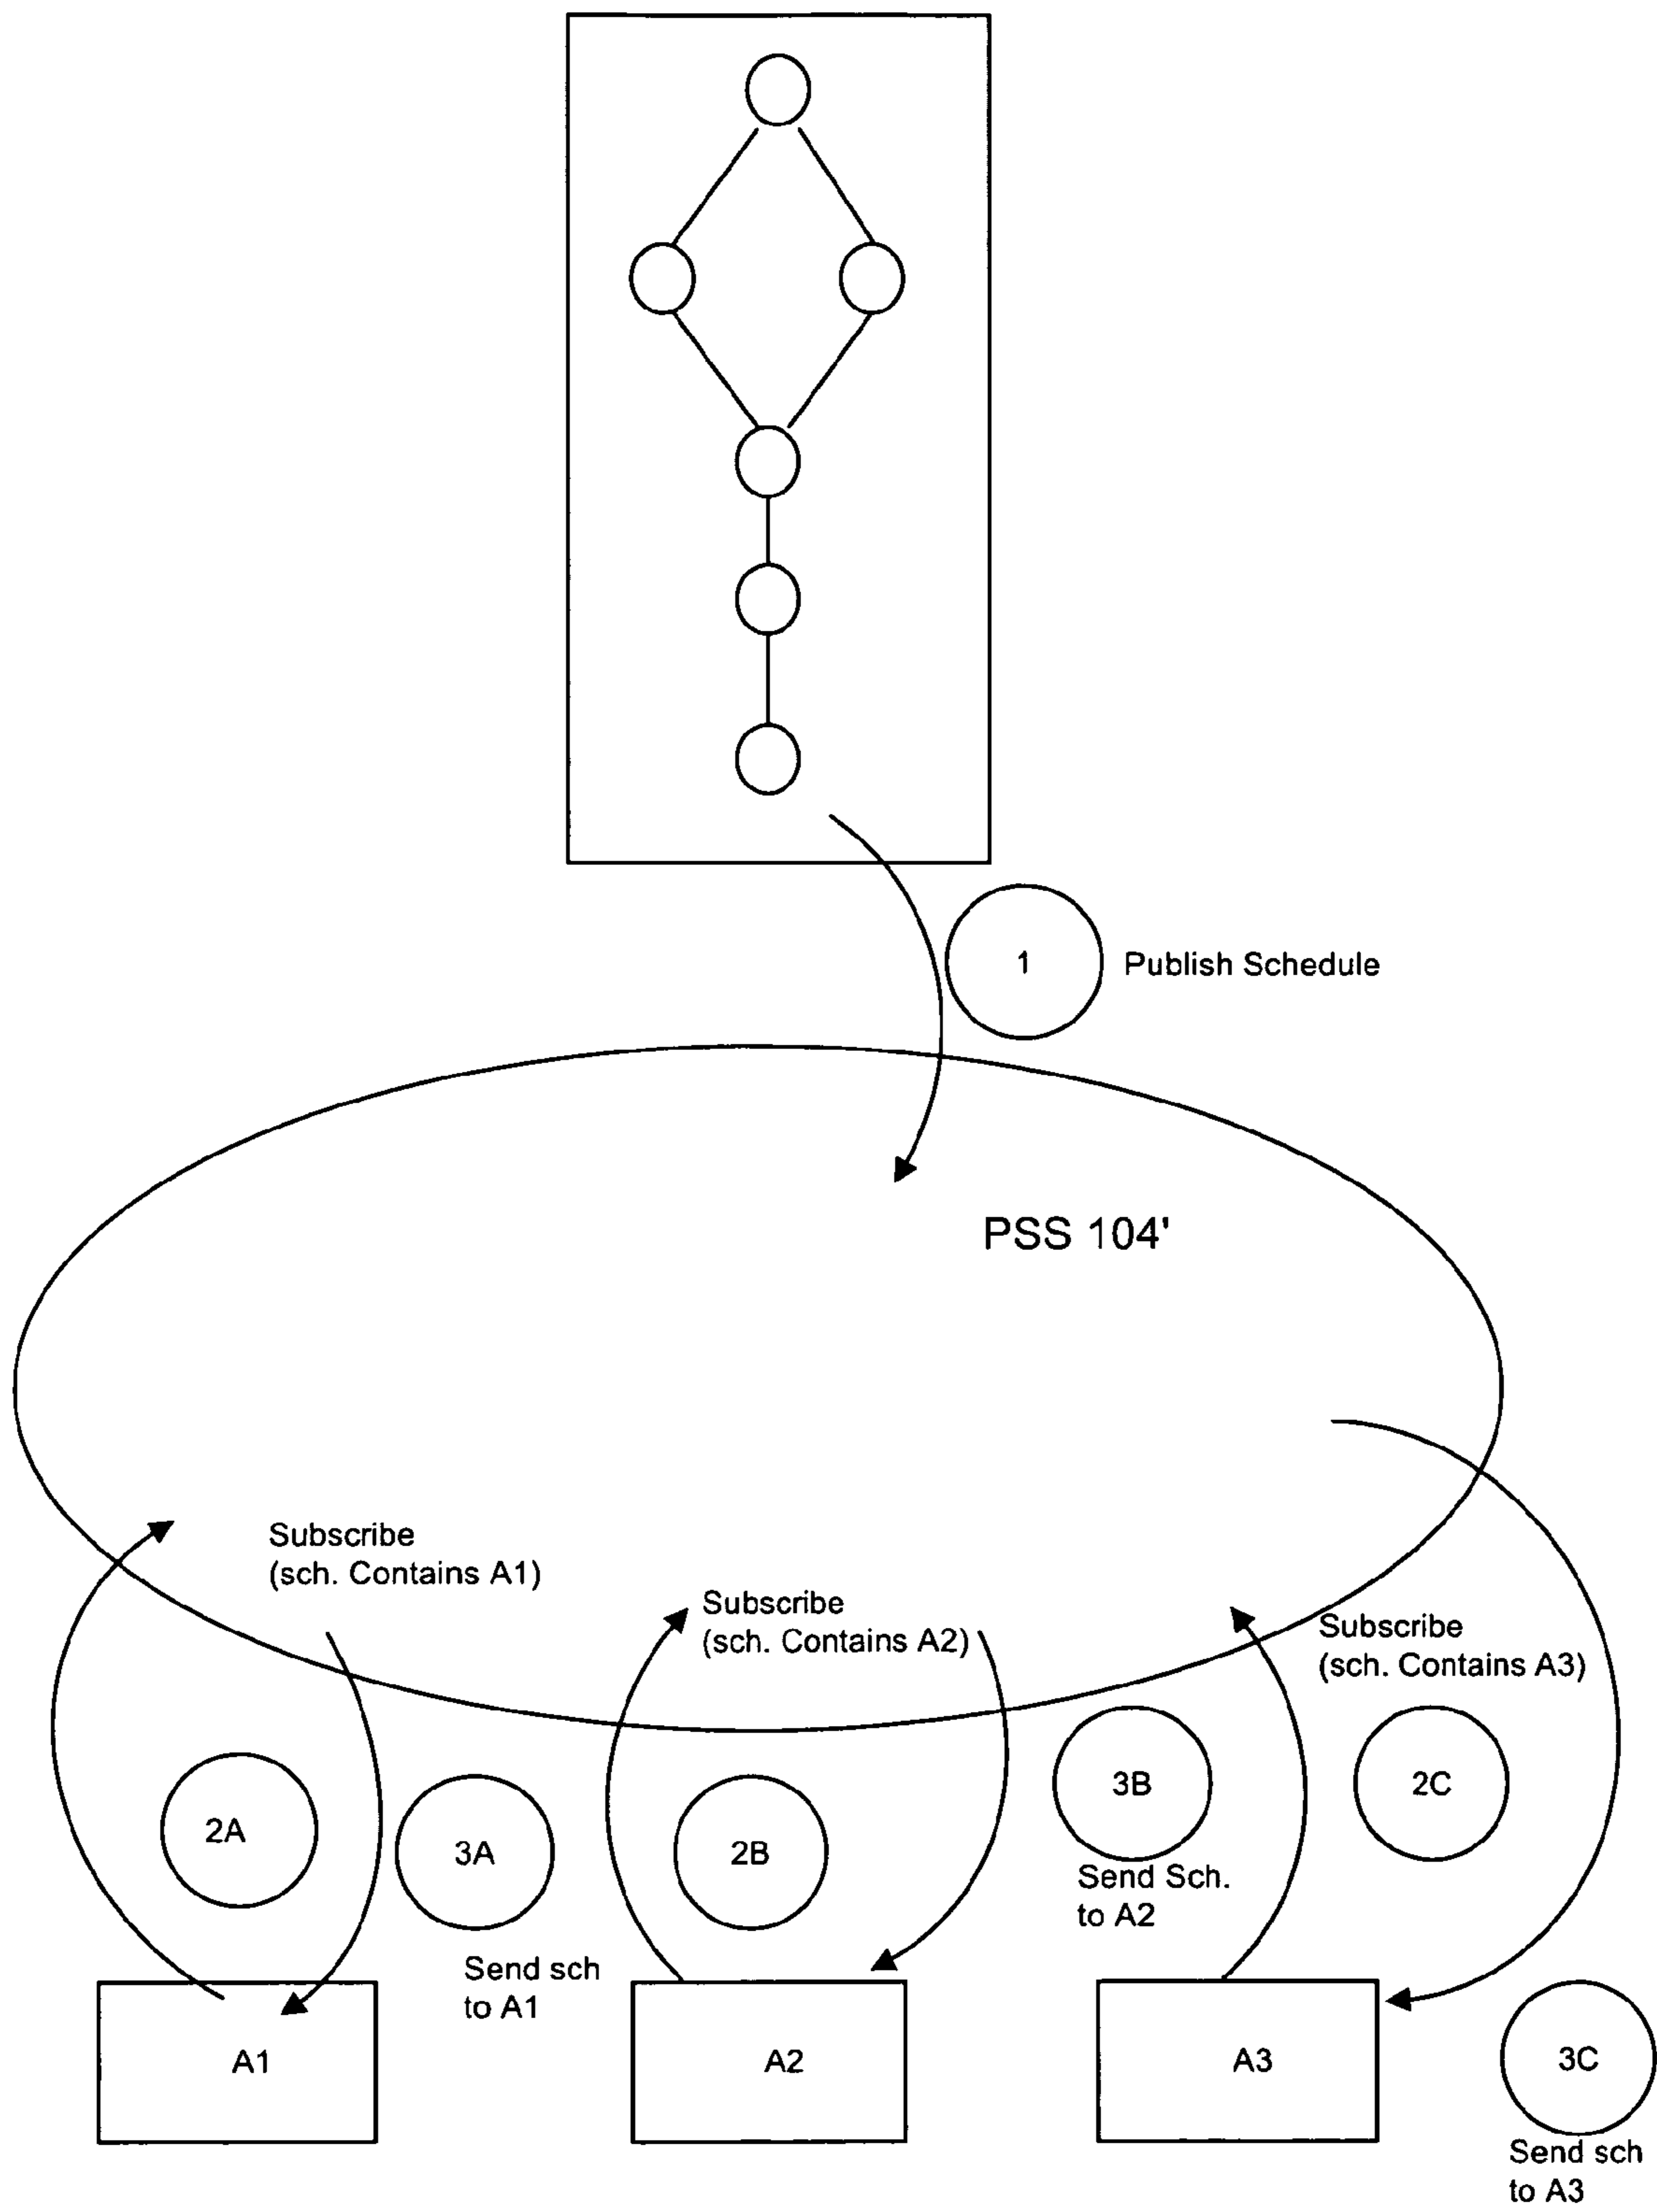 1
Publish Schedule
PSS 104'
Subscribe
(sch. Contains A1)
Subscribe
(sch. Contains A2)
Subscribe
(sch. Contains A3)
2A
3A
Send sch
to A1
2B
3B
Send Sch.
to A2
2C
A1
A2
A3
3C
Send sch
to A3